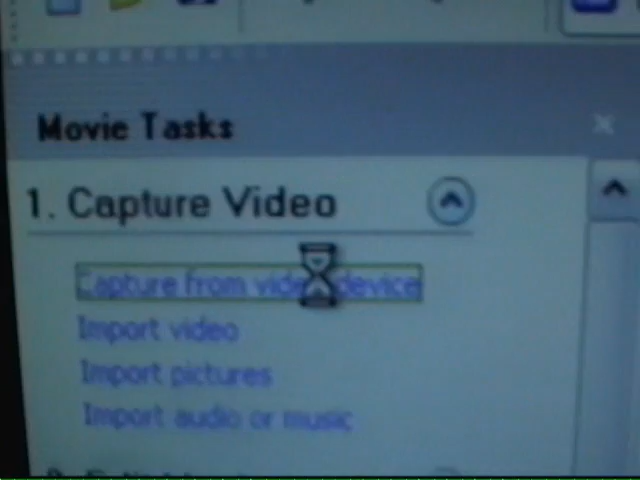 Movie Tasks
1. Capture Video
Capture from video device
Import video
Import pictures
Import audio or music